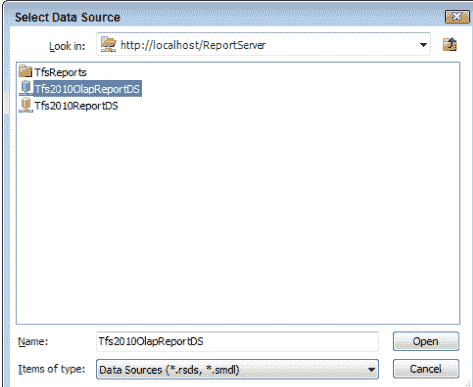 Select Data Source
Look in: http://localhost/ReportServer
TfsReports
Tfs2010OlapReportDS
Tfs2010ReportDS
Name: Tfs2010OlapReportDS Open
Items of type: Data Sources (*.rsds, *.smdl) Cancel